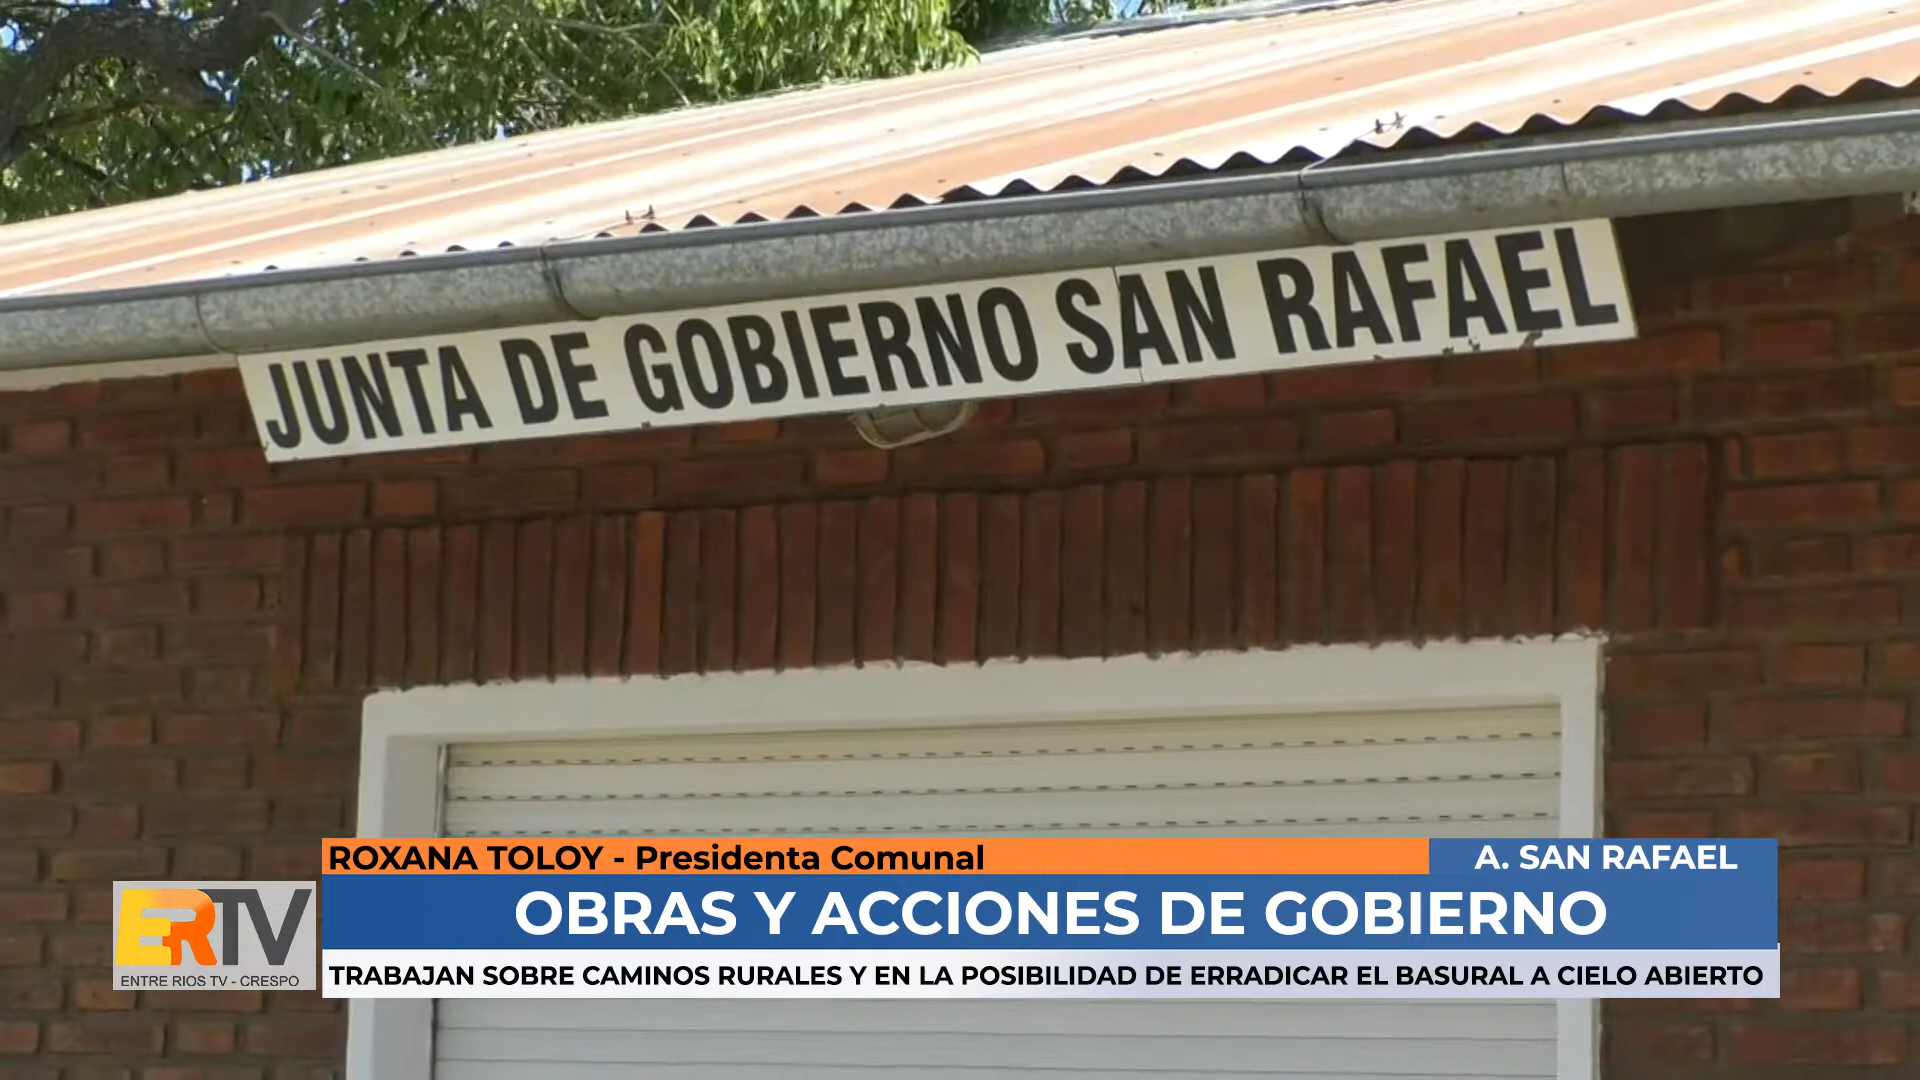 JUNTA DE GOBIERNO SAN RAFAEL
ROXANA TOLOY - Presidenta Comunal
A. SAN RAFAEL
OBRAS Y ACCIONES DE GOBIERNO
ERTV
ENTRE RIOS TV - CRESPO
TRABAJAN SOBRE CAMINOS RURALES Y EN LA POSIBILIDAD DE ERRADICAR EL BASURAL A CIELO ABIERTO